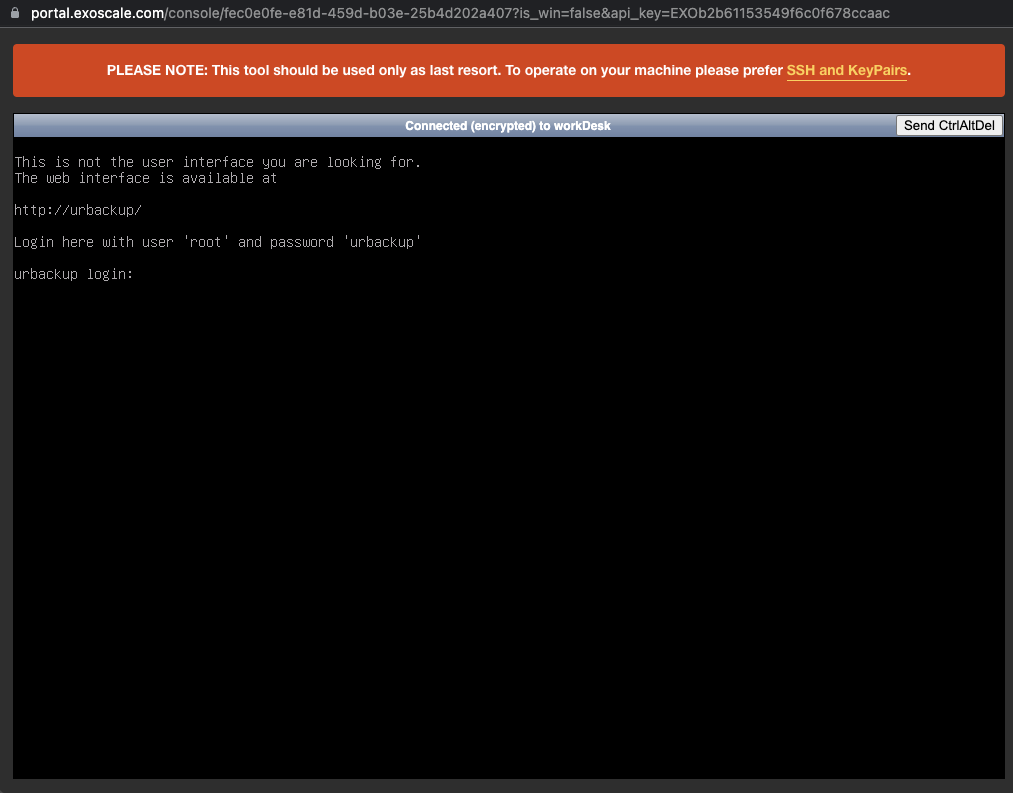 portal.exoscale.com/console/fec0e0fe-e81d-459d-b03e-25b4d202a407?is_win=false&api_key=EXOb2b61153549f6c0f678ccaac
PLEASE NOTE: This tool should be used only as last resort. To operate on your machine please prefer SSH and KeyPairs.
Connected (encrypted) to workDesk
Send CtrlAltDel
This is not the user interface you are looking for.
The web interface is available at
http://urbackup/
Login here with user 'root' and password 'urbackup'
urbackup login: